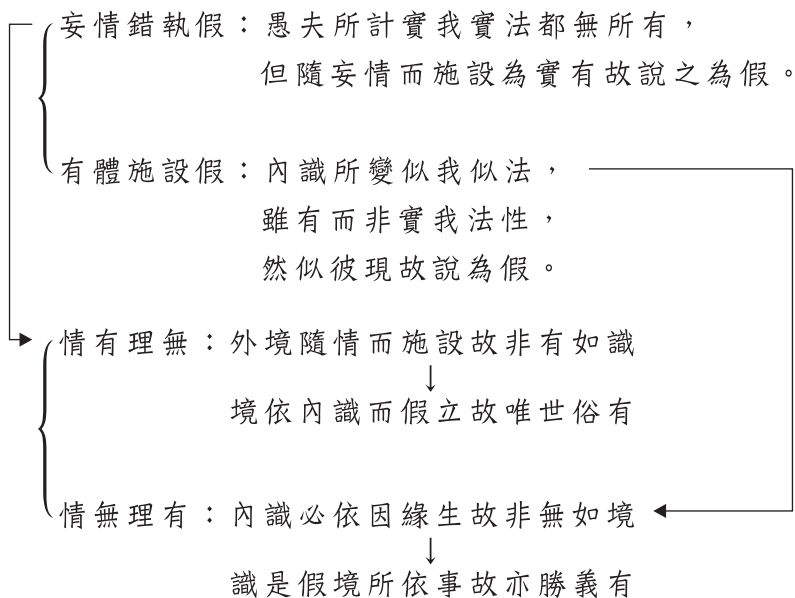 妄情錯執假：愚夫所計實我實法都無所有，
但隨妄情而施設為實有故說之為假。
有體施設假：內識所變似我似法，
雖有而非實我法性，
然似彼現故說為假。
情有理無：外境隨情而施設故非有如識
↓
境依內識而假立故唯世俗有
情無理有：內識必依因緣生故非無如境
↓
識是假境所依事故亦勝義有